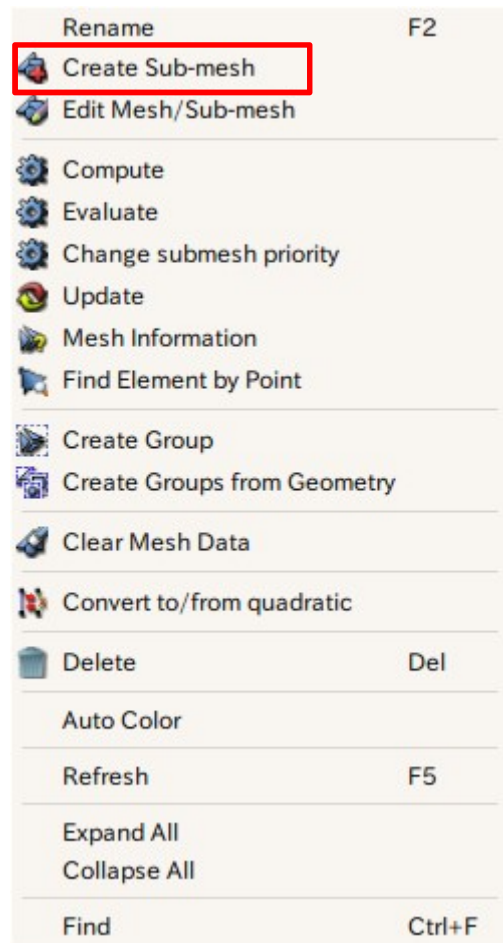 Rename F2
Create Sub-mesh
Edit Mesh/Sub-mesh
Compute
Evaluate
Change submesh priority
Update
Mesh Information
Find Element by Point
Create Group
Create Groups from Geometry
Clear Mesh Data
Convert to/from quadratic
Delete Del
Auto Color
Refresh F5
Expand All
Collapse All
Find Ctrl+F